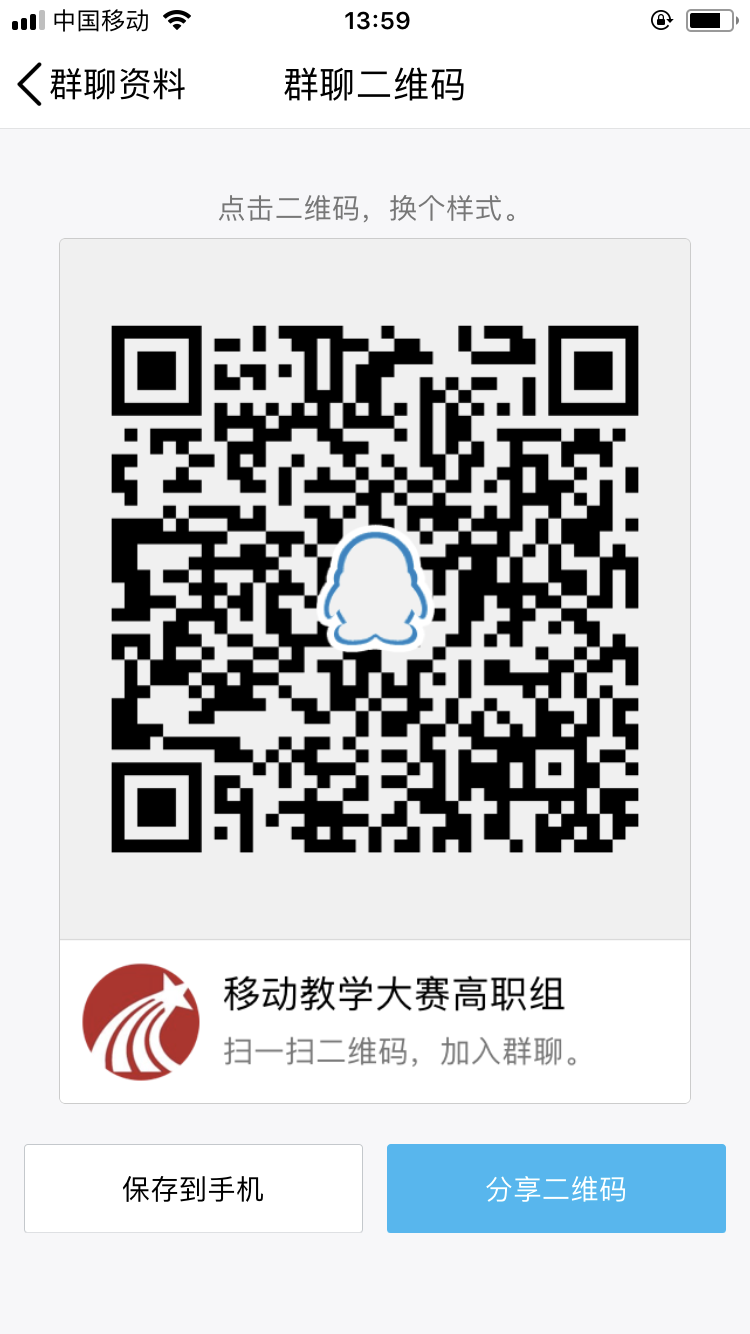 中国移动 13:59
群聊资料 群聊二维码
点击二维码，换个样式。
移动教学大赛高职组
扫一扫二维码，加入群聊。
保存到手机 分享二维码